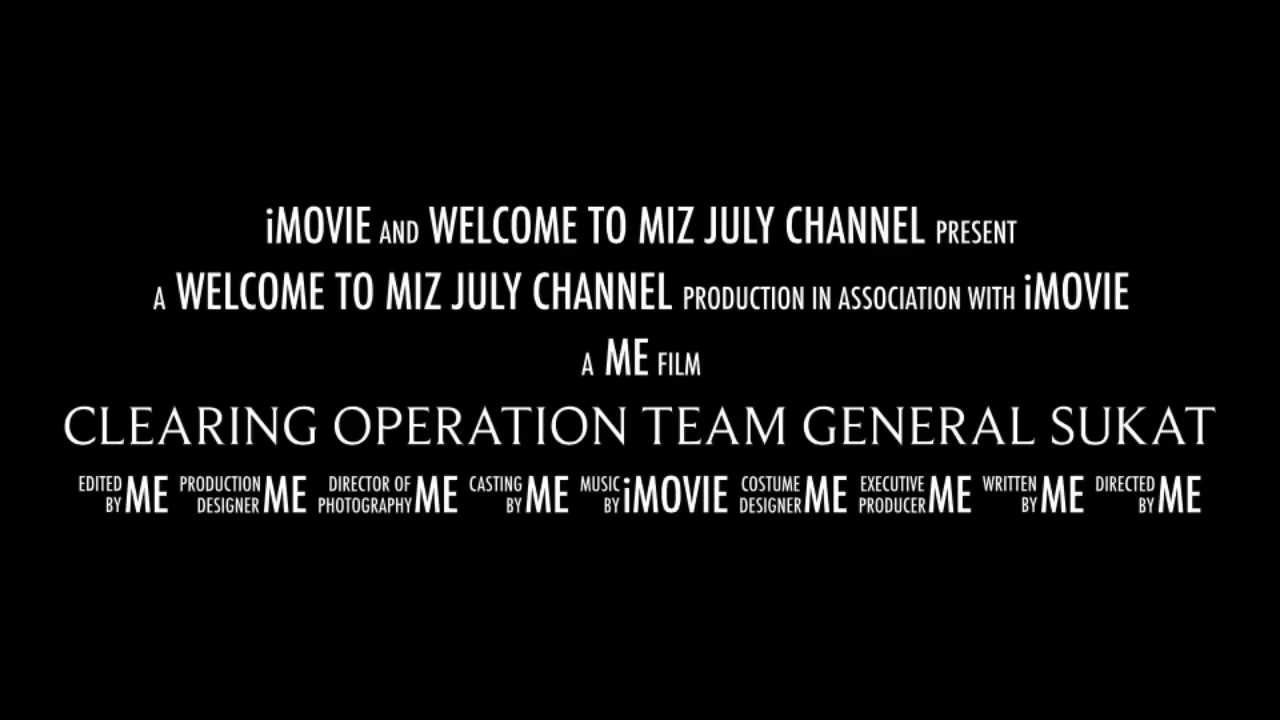 iMOVIE AND WELCOME TO MIZ JULY CHANNEL PRESENT
A WELCOME TO MIZ JULY CHANNEL PRODUCTION IN ASSOCIATION WITH iMOVIE
A ME FILM
CLEARING OPERATION TEAM GENERAL SUKAT
EDITED BY ME PRODUCTION DESIGNER ME DIRECTOR OF PHOTOGRAPHY ME CASTING BY ME MUSIC BY iMOVIE COSTUME DESIGNER ME EXECUTIVE PRODUCER ME WRITTEN BY ME DIRECTED BY ME